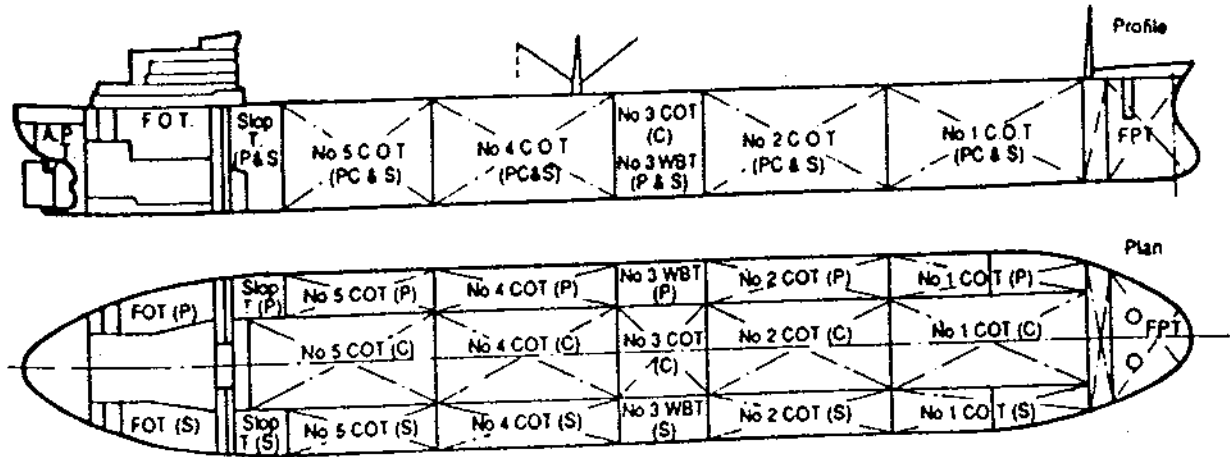 Profile
A.P
T
F O T.
Slop
T.
(P&S)
No 5 C O T
(PC & S)
No 4 C O T
(PC&S)
No 3 COT
(C)
No 3 WBT
(P & S)
No 2 C O T
(PC & S)
No 1 C.O T
(PC & S)
FPT
Plan
FOT (P)
Slop
T (P)
No 5 COT (P)
No 4 COT (P)
No 3 WBT
(P)
No 2 COT (P)
No 1 COT (P)
No 5 COT (C)
No 4 COT (C)
No 3 COT
(C)
No 2 COT (C)
No 1 COT (C)
FPT
FOT (S)
Slop
T (S)
No 5 COT (S)
No 4 COT (S)
No 3 WBT
(S)
No 2 COT (S)
No 1 COT (S)